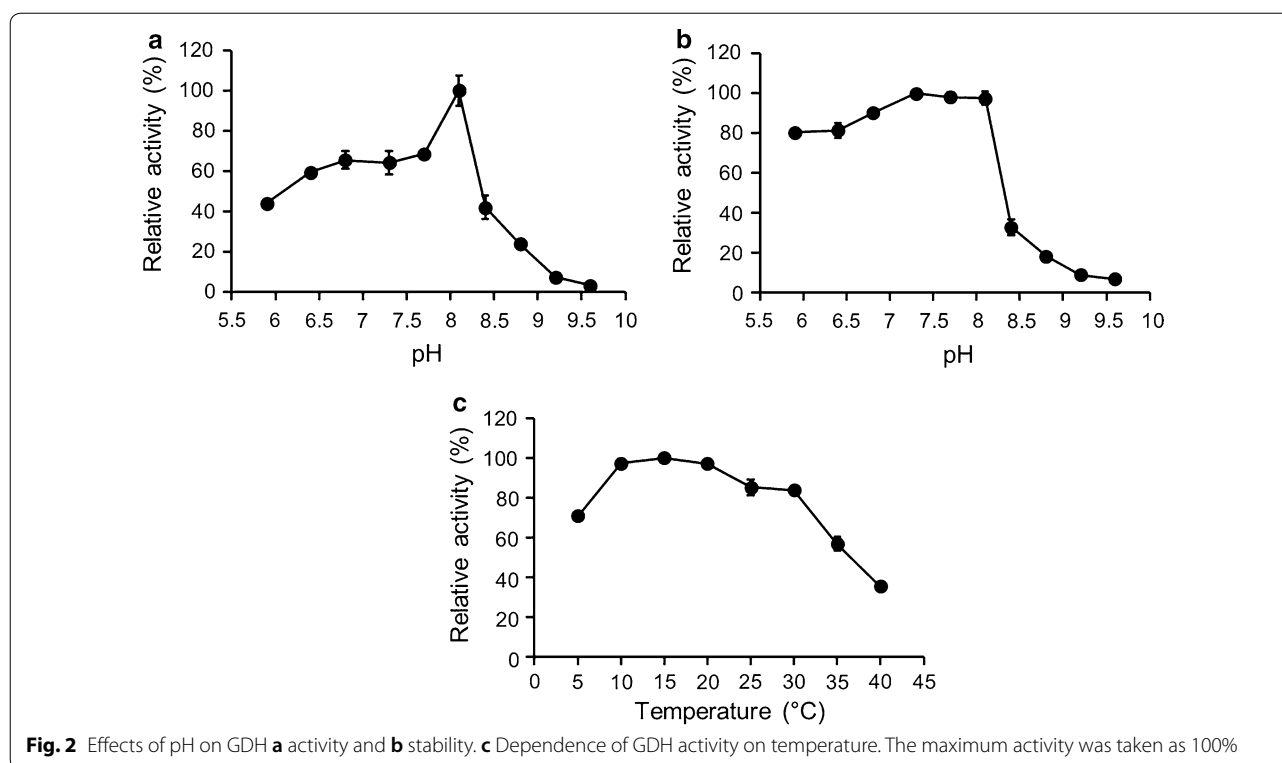 a
120
100
80
60
40
20
0
Relative activity (%)
5.5 6 6.5 7 7.5 8 8.5 9 9.5 10
pH
b
120
100
80
60
40
20
0
Relative activity (%)
5.5 6 6.5 7 7.5 8 8.5 9 9.5 10
pH
c
120
100
80
60
40
20
0
Relative activity (%)
0 5 10 15 20 25 30 35 40 45
Temperature (°C)
Fig. 2 Effects of pH on GDH a activity and b stability. c Dependence of GDH activity on temperature. The maximum activity was taken as 100%